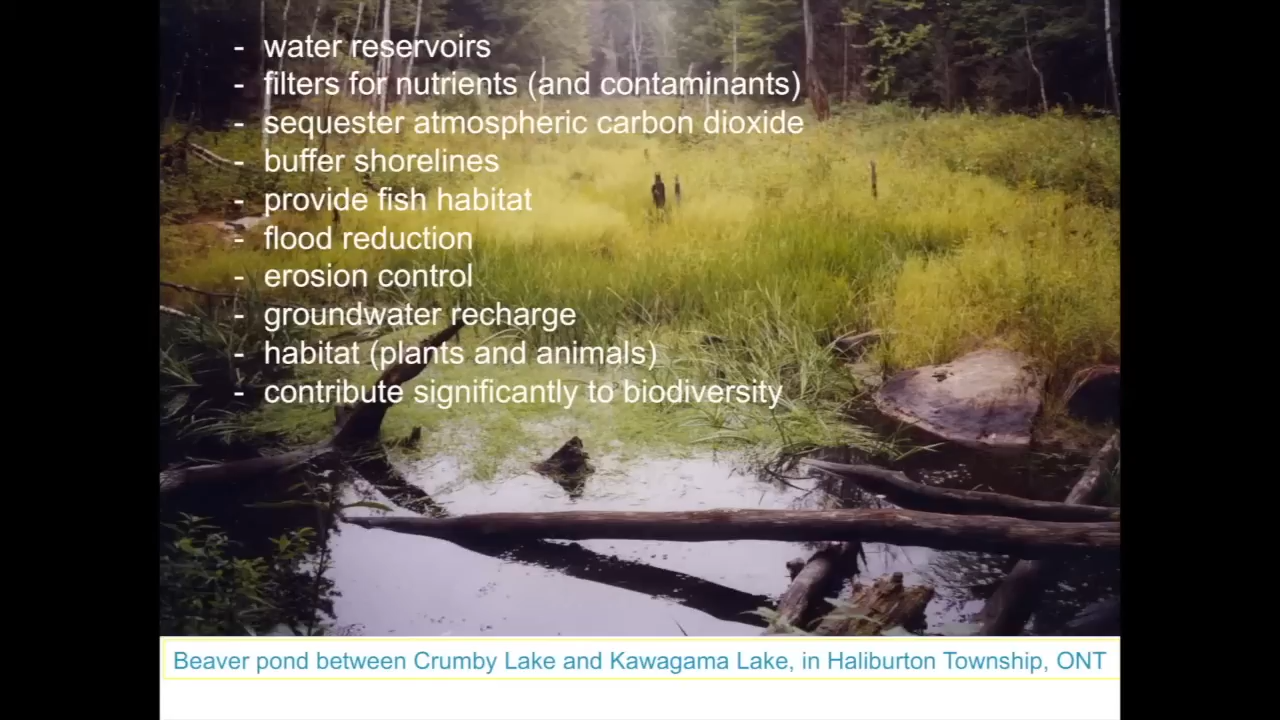 - water reservoirs
- filters for nutrients (and contaminants)
- sequester atmospheric carbon dioxide
- buffer shorelines
- provide fish habitat
- flood reduction
- erosion control
- groundwater recharge
- habitat (plants and animals)
- contribute significantly to biodiversity
Beaver pond between Crumby Lake and Kawagama Lake, in Haliburton Township, ONT